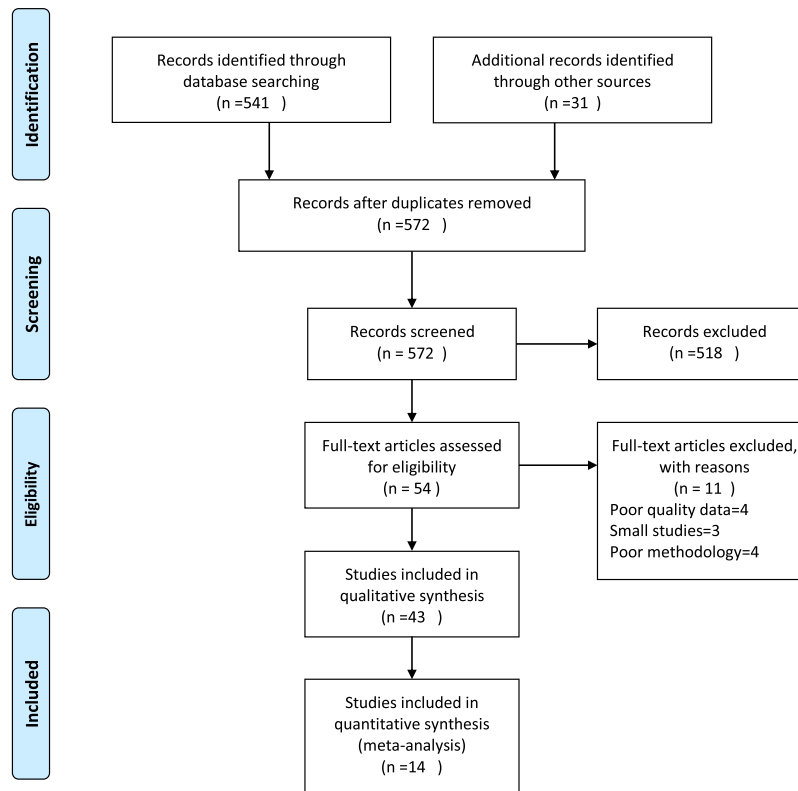 Identification
Records identified through
database searching
(n =541 )
Additional records identified
through other sources
(n =31 )
Records after duplicates removed
(n =572 )
Screening
Records screened
(n = 572 )
Records excluded
(n =518 )
Eligibility
Full-text articles assessed
for eligibility
(n = 54 )
Full-text articles excluded,
with reasons
(n = 11 )
Poor quality data=4
Small studies=3
Poor methodology=4
Studies included in
qualitative synthesis
(n =43 )
Included
Studies included in
quantitative synthesis
(meta-analysis)
(n =14 )